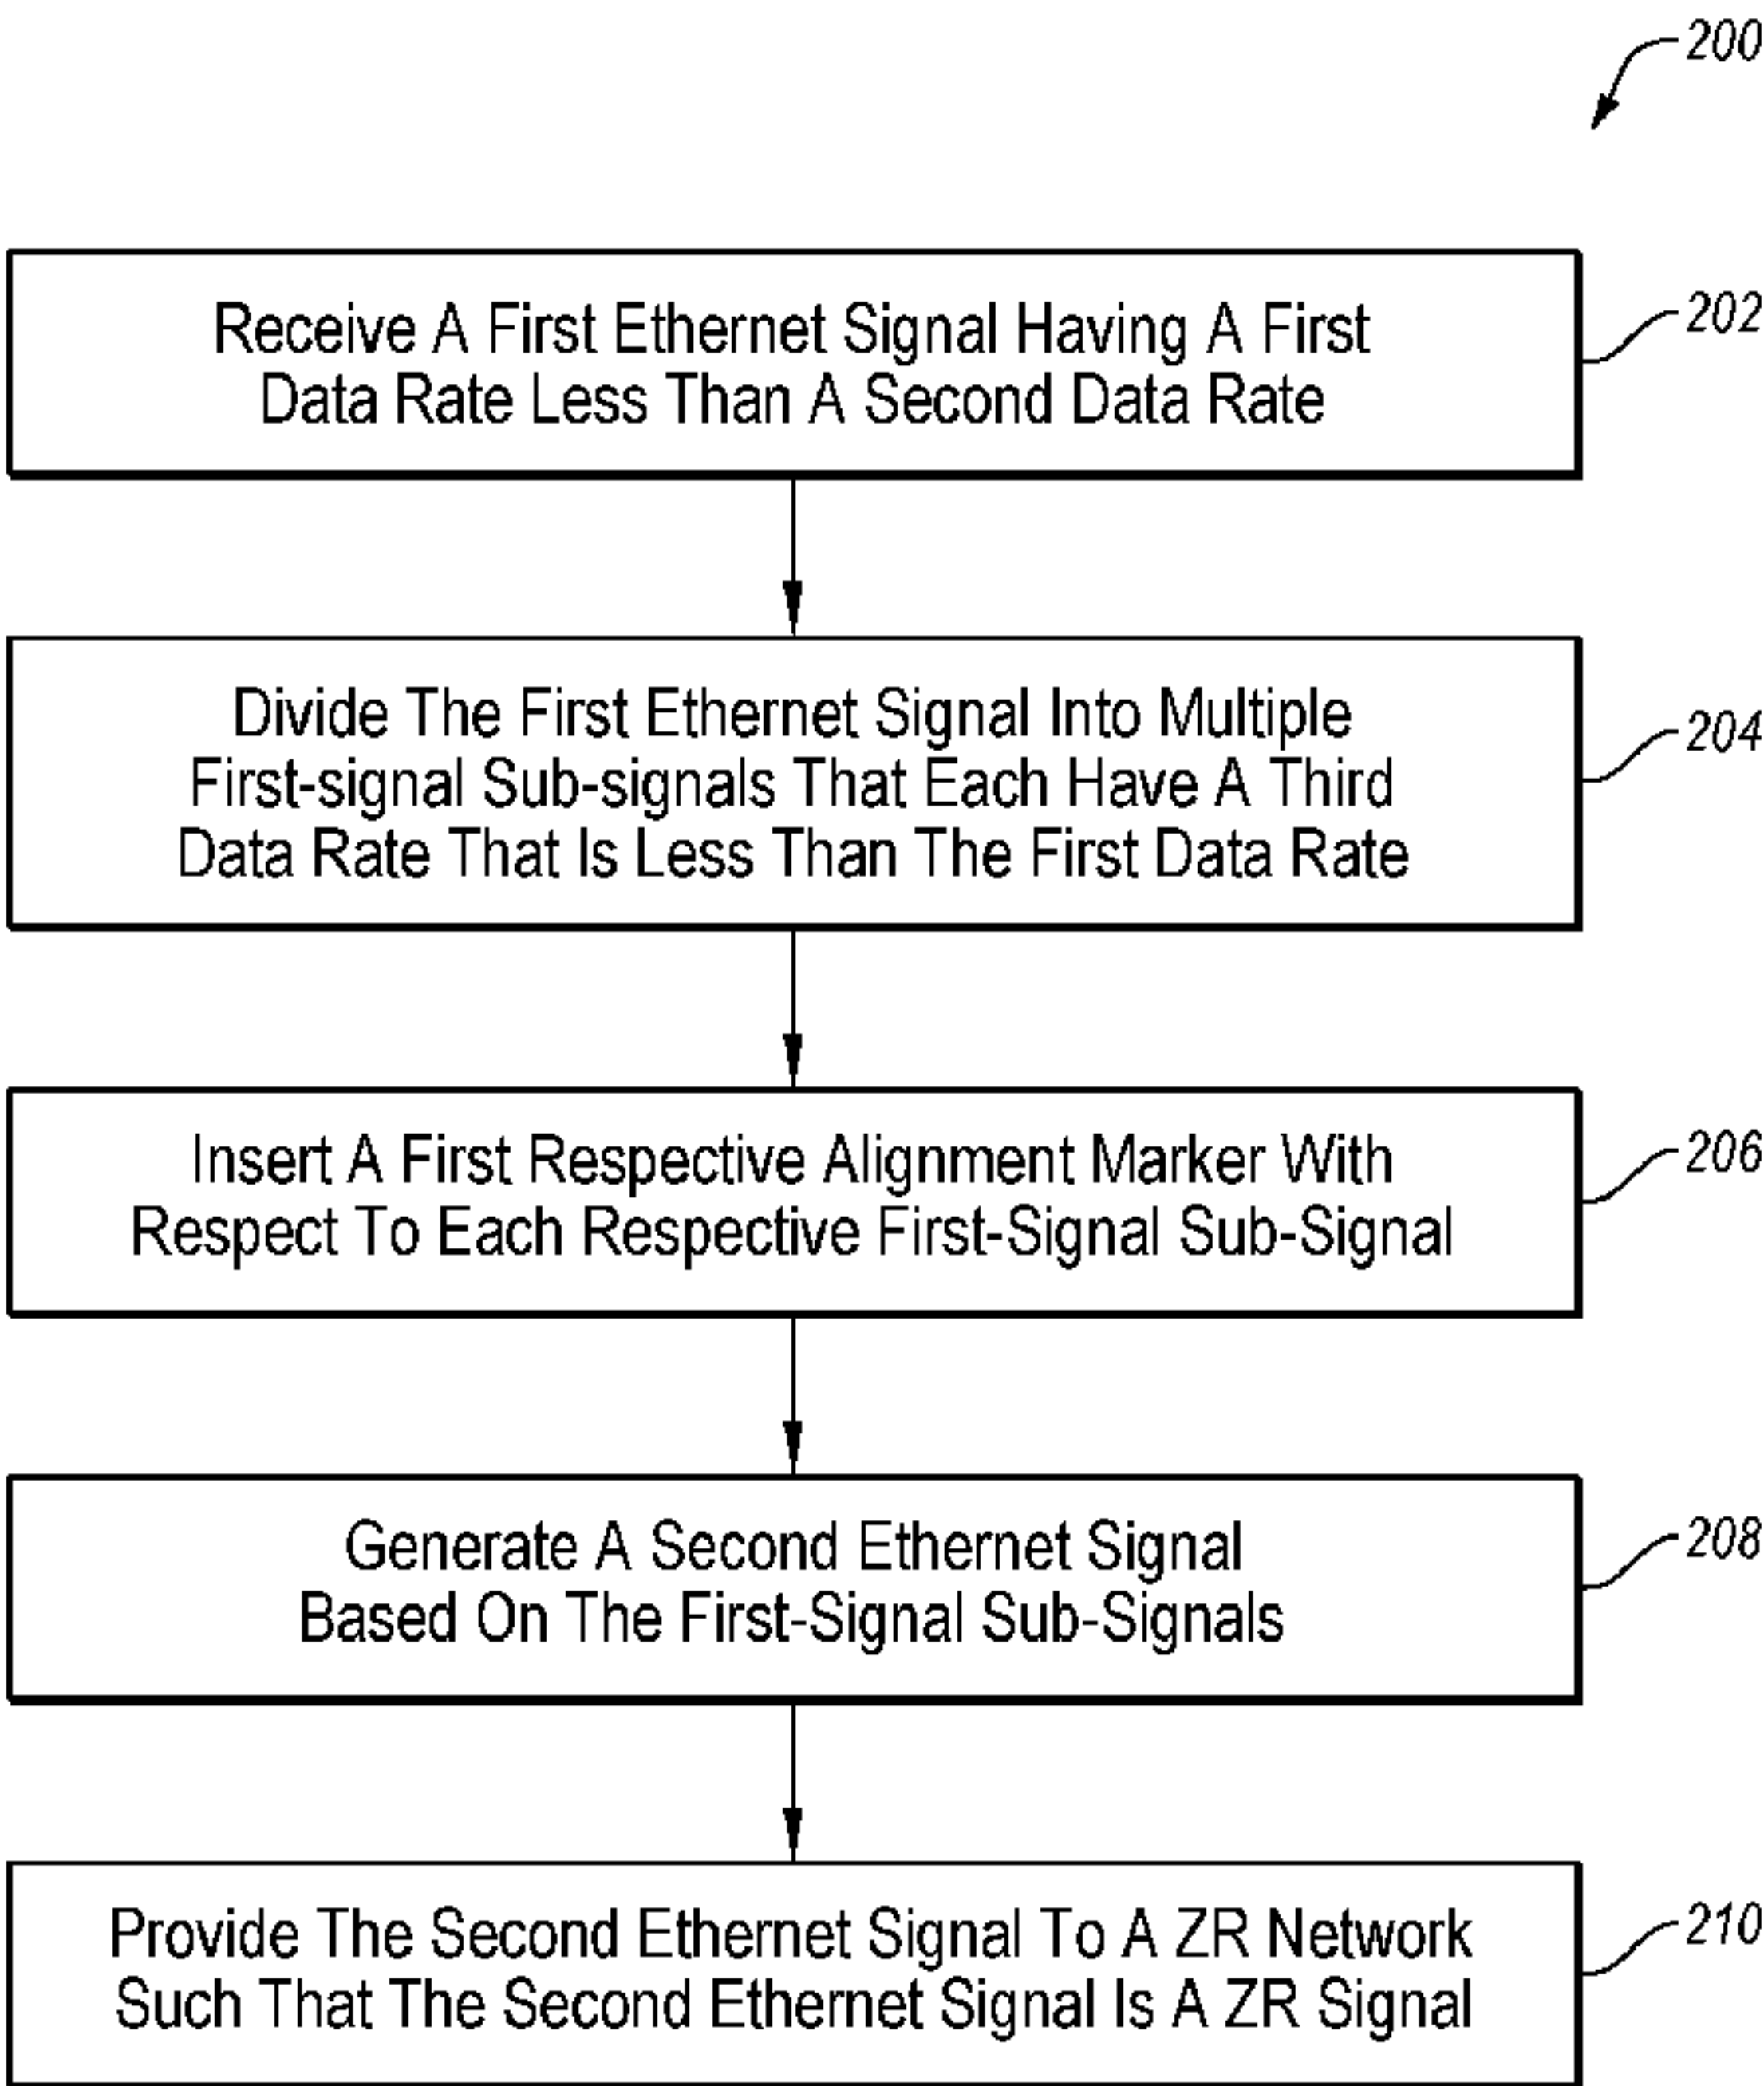 200
Receive A First Ethernet Signal Having A First
Data Rate Less Than A Second Data Rate
202
Divide The First Ethernet Signal Into Multiple
First-signal Sub-signals That Each Have A Third
Data Rate That Is Less Than The First Data Rate
204
Insert A First Respective Alignment Marker With
Respect To Each Respective First-Signal Sub-Signal
206
Generate A Second Ethernet Signal
Based On The First-Signal Sub-Signals
208
Provide The Second Ethernet Signal To A ZR Network
Such That The Second Ethernet Signal Is A ZR Signal
210